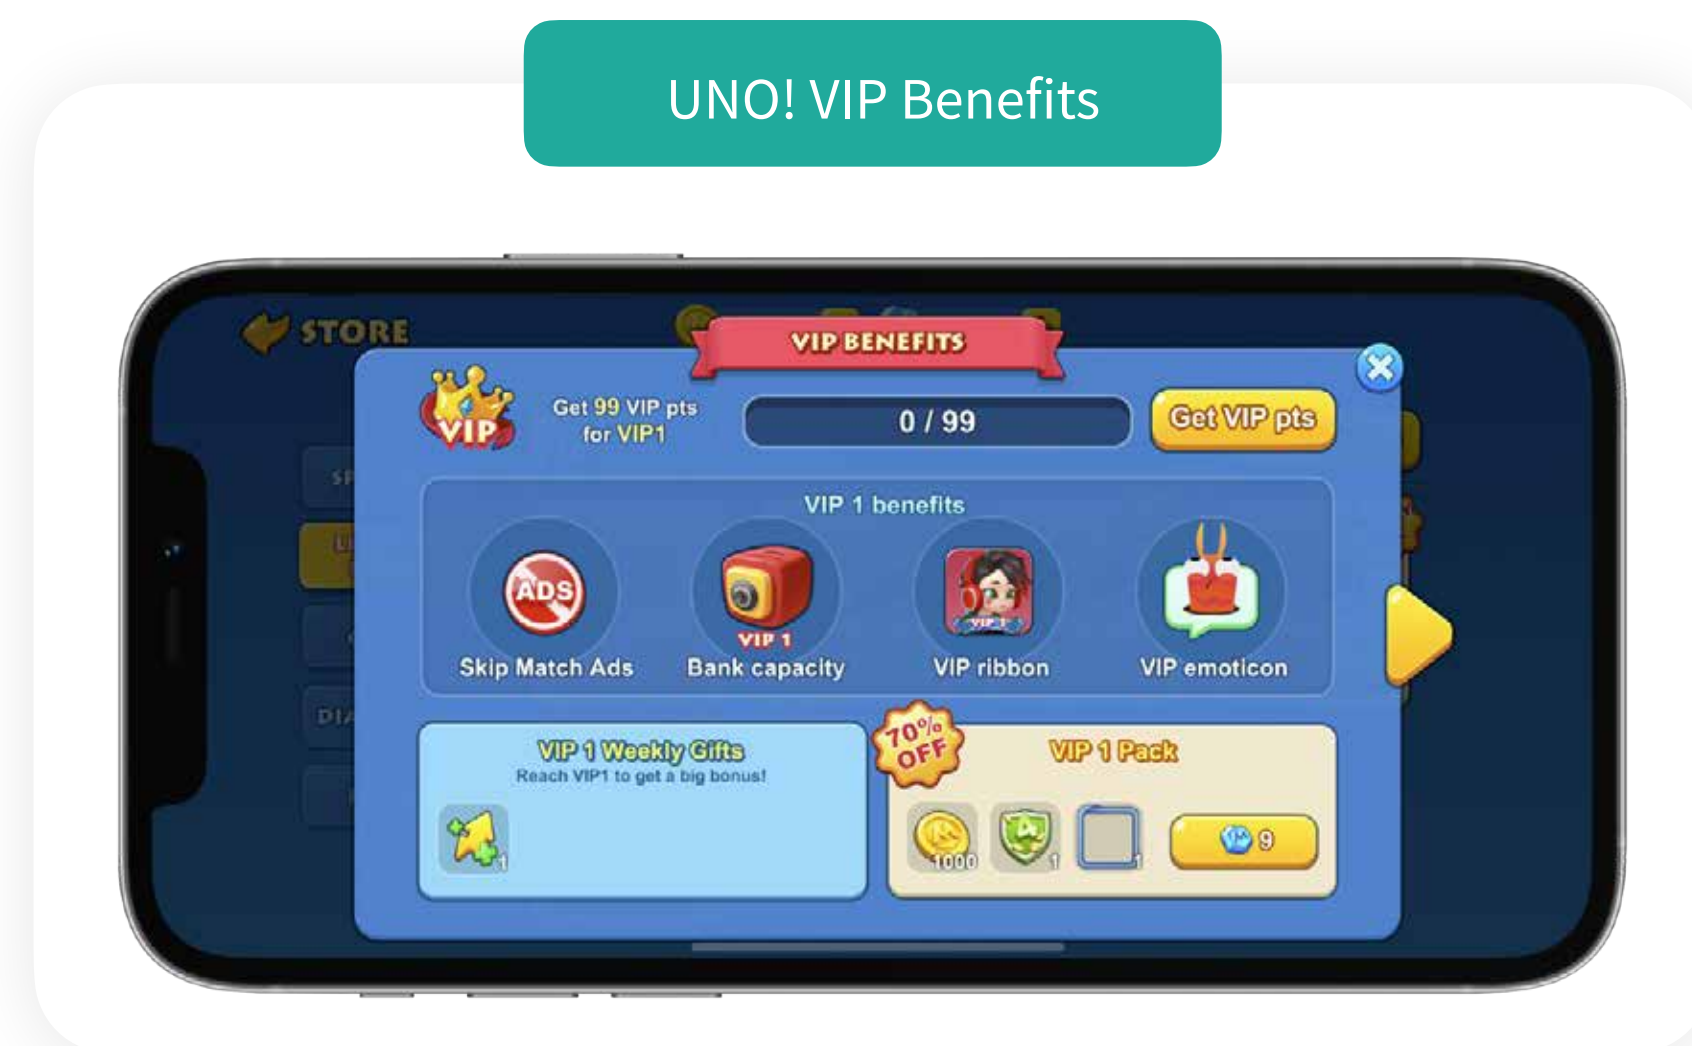 UNO! VIP Benefits
STORE
VIP BENEFITS
VIP
Get 99 VIP pts
for VIP1
0 / 99
Get VIP pts
VIP 1 benefits
ADS
VIP 1
VIP 1
Skip Match Ads
Bank capacity
VIP ribbon
VIP emoticon
70%
OFF
VIP 1 Weekly Gifts
Reach VIP1 to get a big bonus!
1
VIP 1 Pack
1000
1
1
9